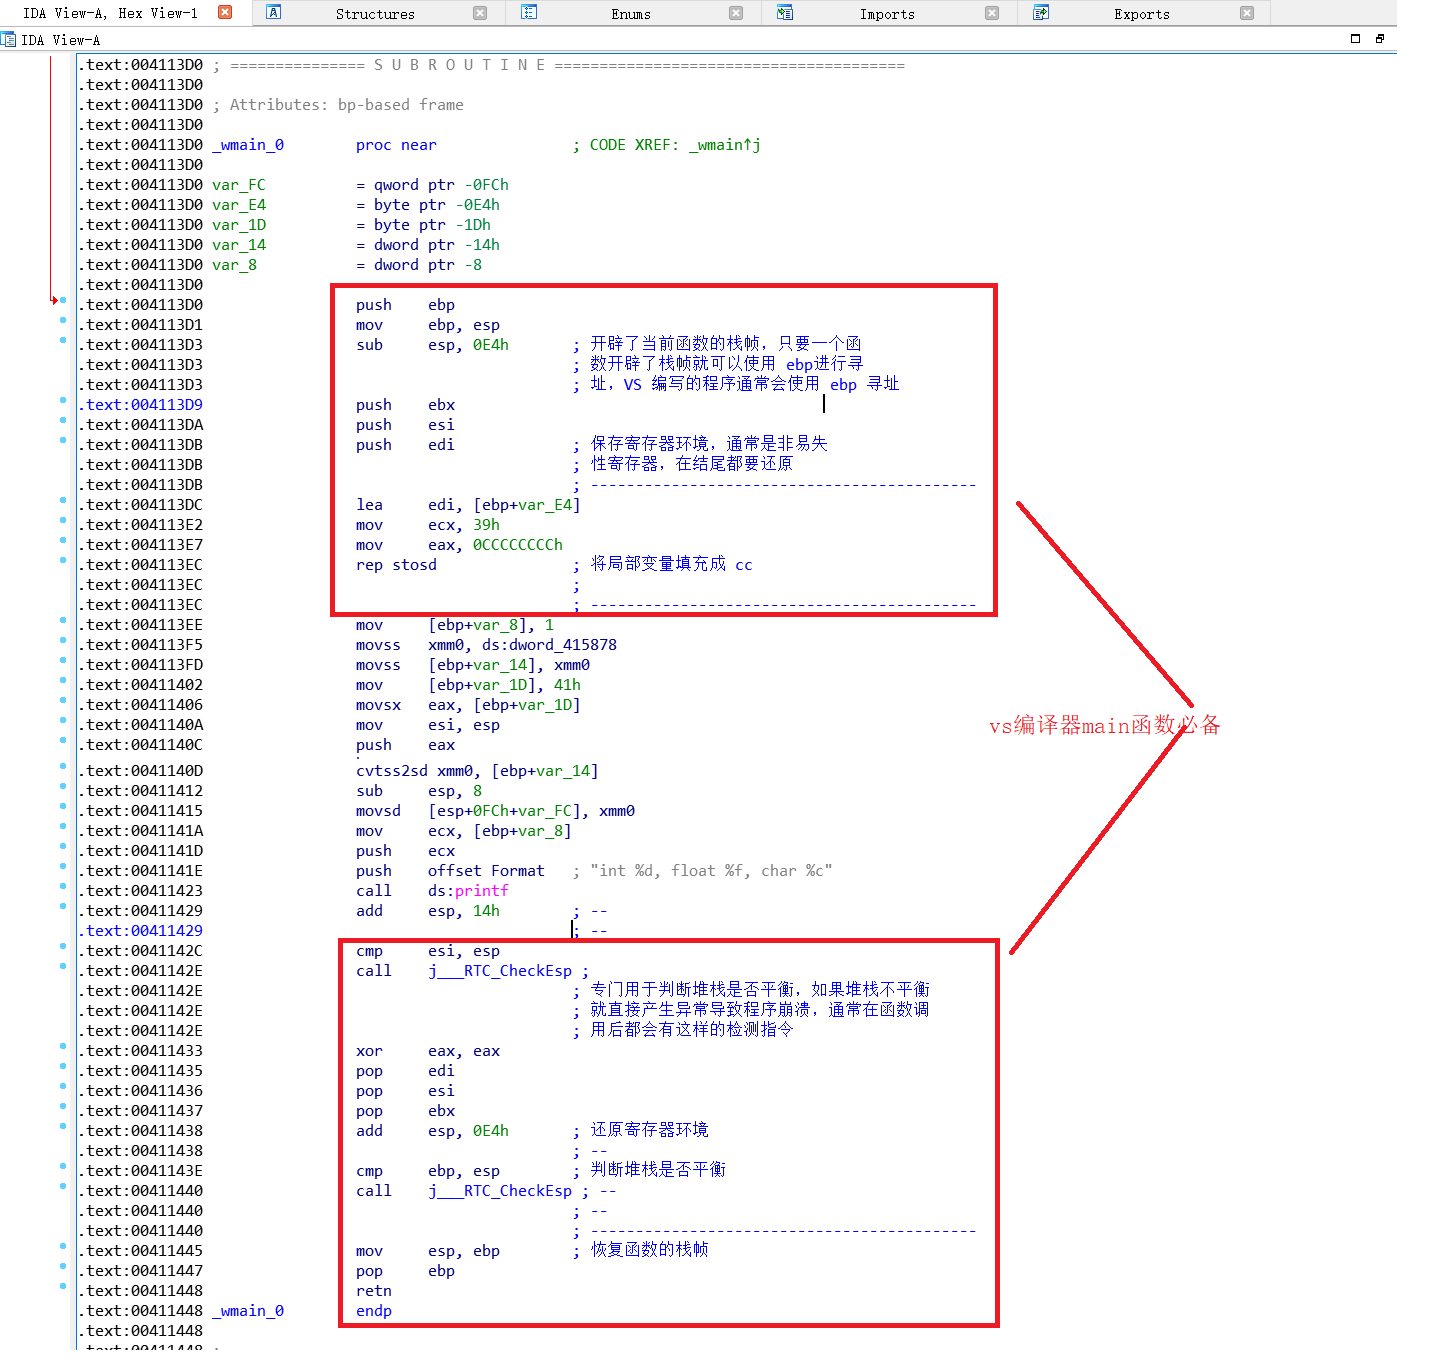 IDA View-A, Hex View-1 Structures Enums Imports Exports
IDA View-A
.text:004113D0 ; =============== S U B R O U T I N E =======================================
.text:004113D0
.text:004113D0 ; Attributes: bp-based frame
.text:004113D0
.text:004113D0 _wmain_0 proc near ; CODE XREF: _wmain↑j
.text:004113D0
.text:004113D0 var_FC = qword ptr -0FCh
.text:004113D0 var_E4 = byte ptr -0E4h
.text:004113D0 var_1D = byte ptr -1Dh
.text:004113D0 var_14 = dword ptr -14h
.text:004113D0 var_8 = dword ptr -8
.text:004113D0
.text:004113D0 push ebp
.text:004113D1 mov ebp, esp
.text:004113D3 sub esp, 0E4h ; 开辟了当前函数的栈帧，只要一个函
.text:004113D3 ; 数开辟了栈帧就可以使用 ebp进行寻
.text:004113D3 ; 址，VS 编写的程序通常会使用 ebp 寻址
.text:004113D9 push ebx
.text:004113DA push esi
.text:004113DB push edi ; 保存寄存器环境，通常是非易失
.text:004113DB ; 性寄存器，在结尾都要还原
.text:004113DB ; -------------------------------------------
.text:004113DC lea edi, [ebp+var_E4]
.text:004113E2 mov ecx, 39h
.text:004113E7 mov eax, 0CCCCCCCCh
.text:004113EC rep stosd ; 将局部变量填充成 cc
.text:004113EC ;
.text:004113EC ; -------------------------------------------
.text:004113EE mov [ebp+var_8], 1
.text:004113F5 movss xmm0, ds:dword_415878
.text:004113FD movss [ebp+var_14], xmm0
.text:00411402 mov [ebp+var_1D], 41h
.text:00411406 movsx eax, [ebp+var_1D]
.text:0041140A mov esi, esp
.text:0041140C push eax
.text:0041140D cvtss2sd xmm0, [ebp+var_14]
.text:00411412 sub esp, 8
.text:00411415 movsd [esp+0FCh+var_FC], xmm0
.text:0041141A mov ecx, [ebp+var_8]
.text:0041141D push ecx
.text:0041141E push offset Format ; "int %d, float %f, char %c"
.text:00411423 call ds:printf
.text:00411429 add esp, 14h ; --
.text:00411429 ; --
.text:0041142C cmp esi, esp
.text:0041142E call j___RTC_CheckEsp ;
.text:0041142E ; 专门用于判断堆栈是否平衡，如果堆栈不平衡
.text:0041142E ; 就直接产生异常导致程序崩溃，通常在函数调
.text:0041142E ; 用后都会有这样的检测指令
.text:00411433 xor eax, eax
.text:00411435 pop edi
.text:00411436 pop esi
.text:00411437 pop ebx
.text:00411438 add esp, 0E4h ; 还原寄存器环境
.text:00411438 ; --
.text:0041143E cmp ebp, esp ; 判断堆栈是否平衡
.text:00411440 call j___RTC_CheckEsp ; --
.text:00411440 ; --
.text:00411440 ; -------------------------------------------
.text:00411445 mov esp, ebp ; 恢复函数的栈帧
.text:00411447 pop ebp
.text:00411448 retn
.text:00411448 _wmain_0 endp
.text:00411448
.text:00411448 ;
vs编译器main函数必备